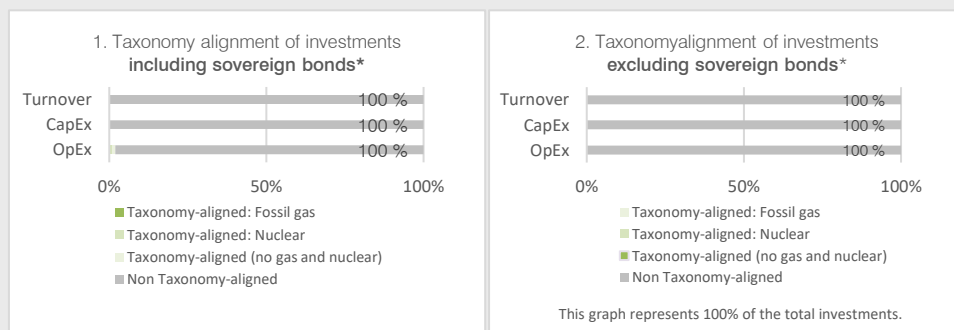 1. Taxonomy alignment of investments
including sovereign bonds*
Turnover 100 %
CapEx 100 %
OpEx 100 %
0% 50% 100%
Taxonomy-aligned: Fossil gas
Taxonomy-aligned: Nuclear
Taxonomy-aligned (no gas and nuclear)
Non Taxonomy-aligned
2. Taxonomyalignment of investments
excluding sovereign bonds*
Turnover 100 %
CapEx 100 %
OpEx 100 %
0% 50% 100%
Taxonomy-aligned: Fossil gas
Taxonomy-aligned: Nuclear
Taxonomy-aligned (no gas and nuclear)
Non Taxonomy-aligned
This graph represents 100% of the total investments.